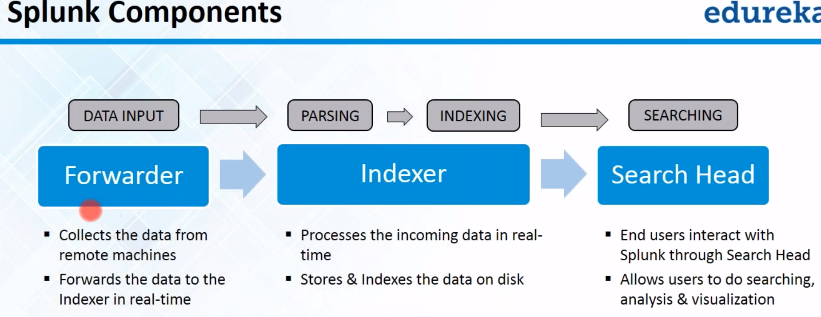 Splunk Components
edureka
DATA INPUT
PARSING
INDEXING
SEARCHING
Forwarder
Indexer
Search Head
▪ Collects the data from
remote machines
▪ Forwards the data to the
Indexer in real-time
▪ Processes the incoming data in real-
time
▪ Stores & Indexes the data on disk
▪ End users interact with
Splunk through Search Head
▪ Allows users to do searching,
analysis & visualization